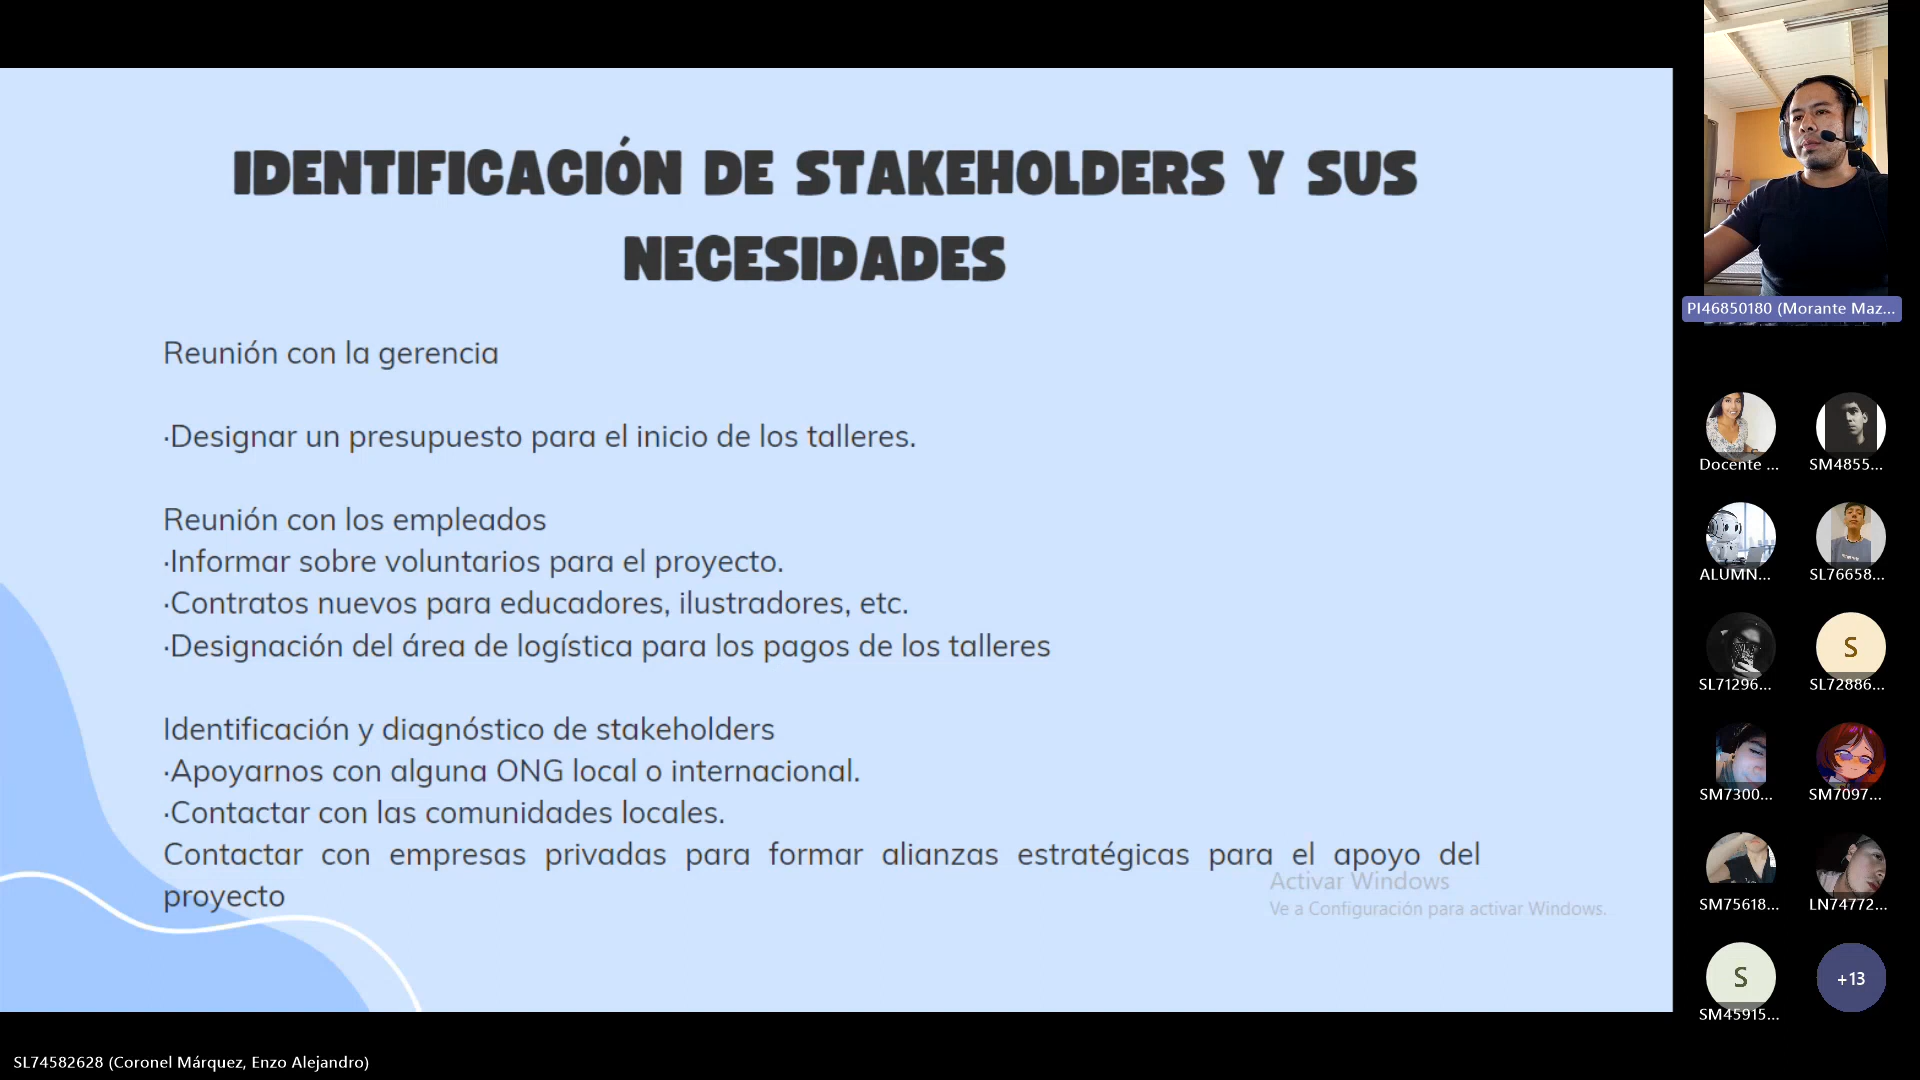 IDENTIFICACIÓN DE STAKEHOLDERS Y SUS
NECESIDADES
Reunión con la gerencia
·Designar un presupuesto para el inicio de los talleres.
Reunión con los empleados
·Informar sobre voluntarios para el proyecto.
·Contratos nuevos para educadores, ilustradores, etc.
·Designación del área de logística para los pagos de los talleres
Identificación y diagnóstico de stakeholders
·Apoyarnos con alguna ONG local o internacional.
·Contactar con las comunidades locales.
Contactar con empresas privadas para formar alianzas estratégicas para el apoyo del
proyecto
Activar Windows
Ve a Configuración para activar Windows.
SL74582628 (Coronel Márquez, Enzo Alejandro)
PI46850180 (Morante Maz...
Docente ...
SM4855...
ALUMN...
SL76658...
SL71296...
S
SL72886...
SM7300...
SM7097...
SM75618...
LN74772...
S
SM45915...
+13